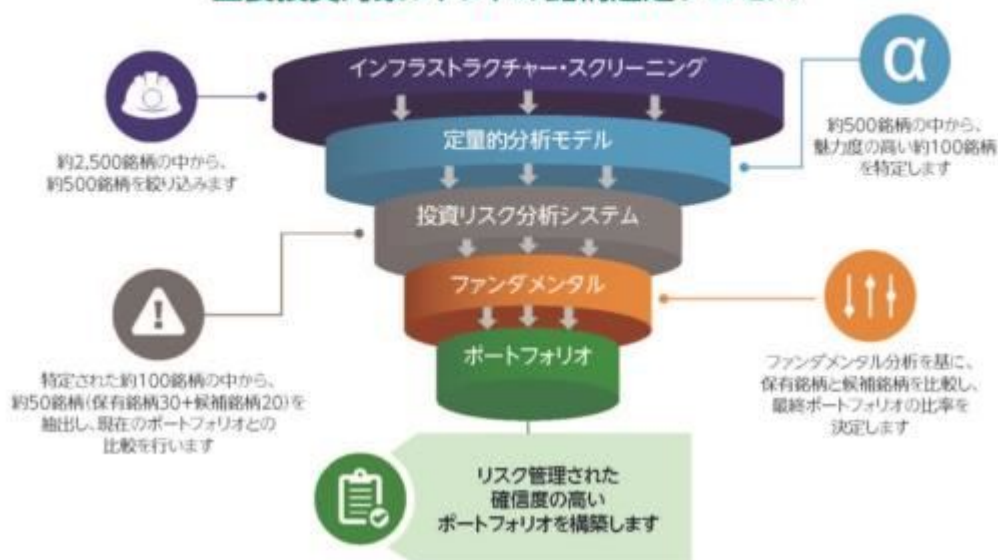 インフラストラクチャー・スクリーニング
約2,500銘柄の中から、
約500銘柄を絞り込みます
α
約500銘柄の中から、
魅力度の高い約100銘柄
を特定します
定量的分析モデル
投資リスク分析システム
特定された約100銘柄の中から、
約50銘柄(保有銘柄30+候補銘柄20)を
抽出し、現在のポートフォリオとの
比較を行います
ファンダメンタル
ファンダメンタル分析を基に、
保有銘柄と候補銘柄を比較し、
最終ポートフォリオの比率を
決定します
ポートフォリオ
リスク管理された
確信度の高い
ポートフォリオを構築します